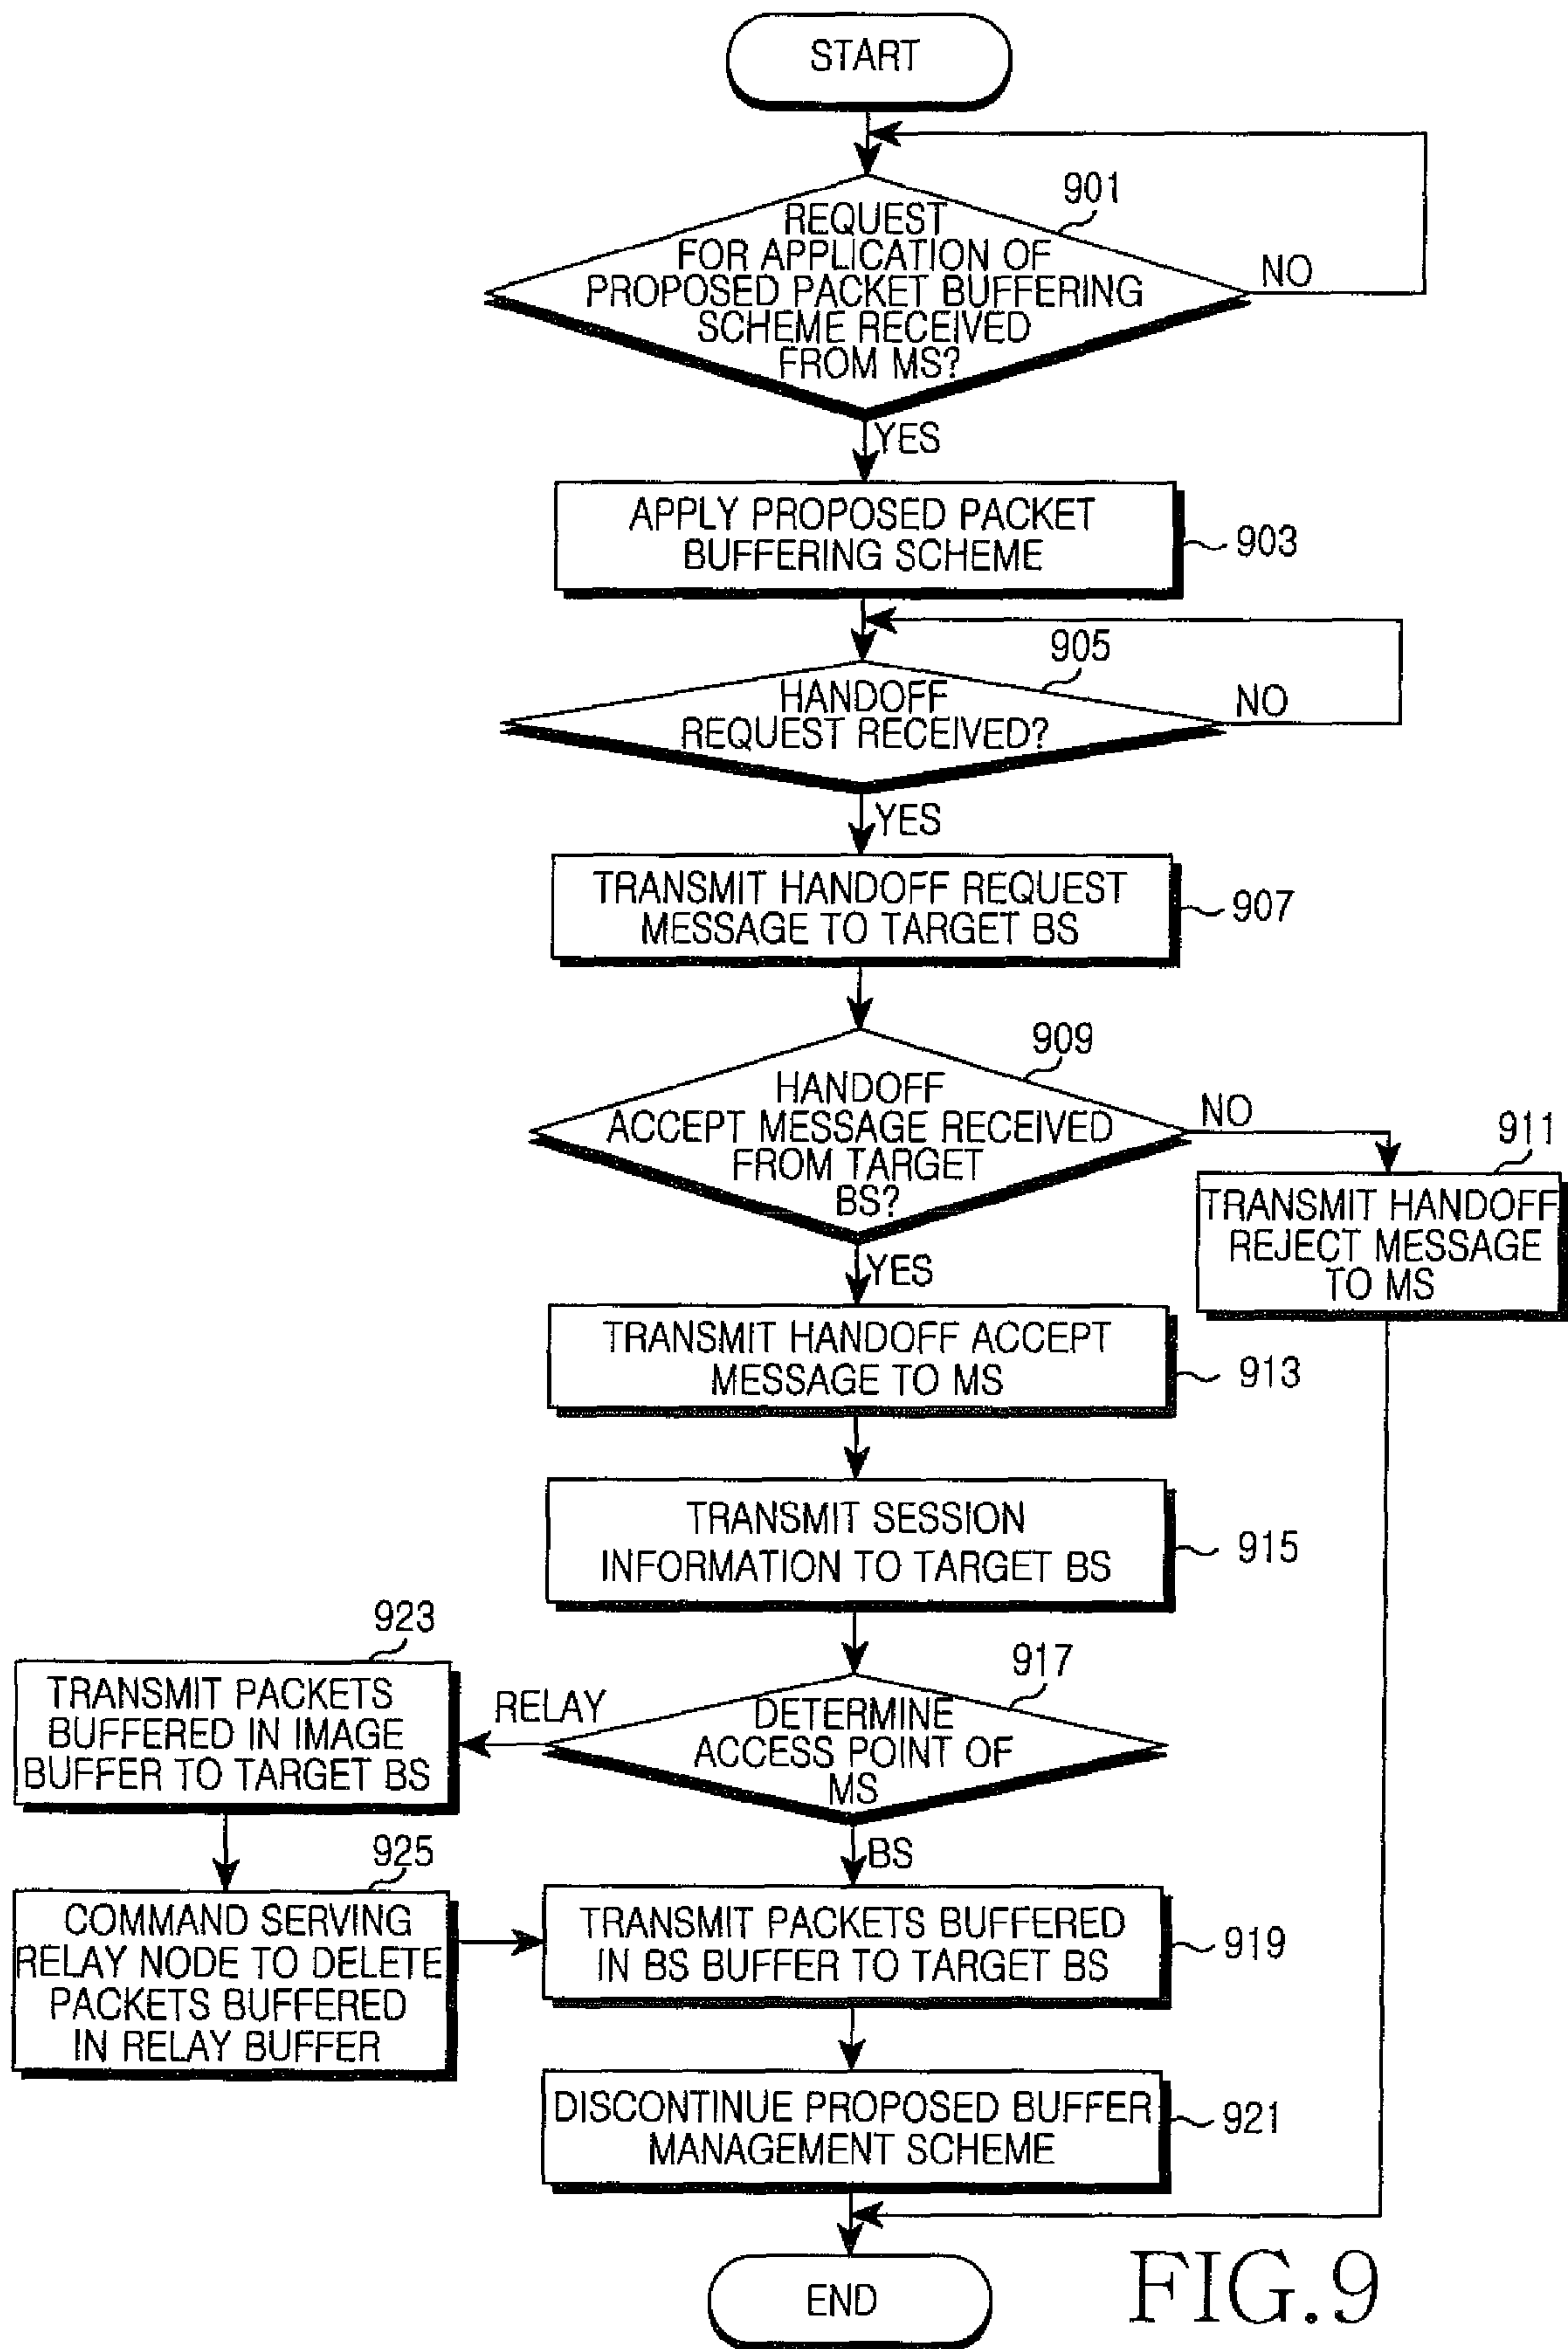 START
901
REQUEST
FOR APPLICATION OF
PROPOSED PACKET BUFFERING
SCHEME RECEIVED
FROM MS?
NO
YES
APPLY PROPOSED PACKET
BUFFERING SCHEME
903
905
HANDOFF
REQUEST RECEIVED?
NO
YES
TRANSMIT HANDOFF REQUEST
MESSAGE TO TARGET BS
907
909
HANDOFF
ACCEPT MESSAGE RECEIVED
FROM TARGET
BS?
NO
911
TRANSMIT HANDOFF
REJECT MESSAGE
TO MS
YES
TRANSMIT HANDOFF ACCEPT
MESSAGE TO MS
913
TRANSMIT SESSION
INFORMATION TO TARGET BS
915
917
DETERMINE
ACCESS POINT OF
MS
RELAY
923
TRANSMIT PACKETS
BUFFERED IN IMAGE
BUFFER TO TARGET BS
925
COMMAND SERVING
RELAY NODE TO DELETE
PACKETS BUFFERED
IN RELAY BUFFER
BS
TRANSMIT PACKETS BUFFERED
IN BS BUFFER TO TARGET BS
919
DISCONTINUE PROPOSED BUFFER
MANAGEMENT SCHEME
921
END
FIG.9